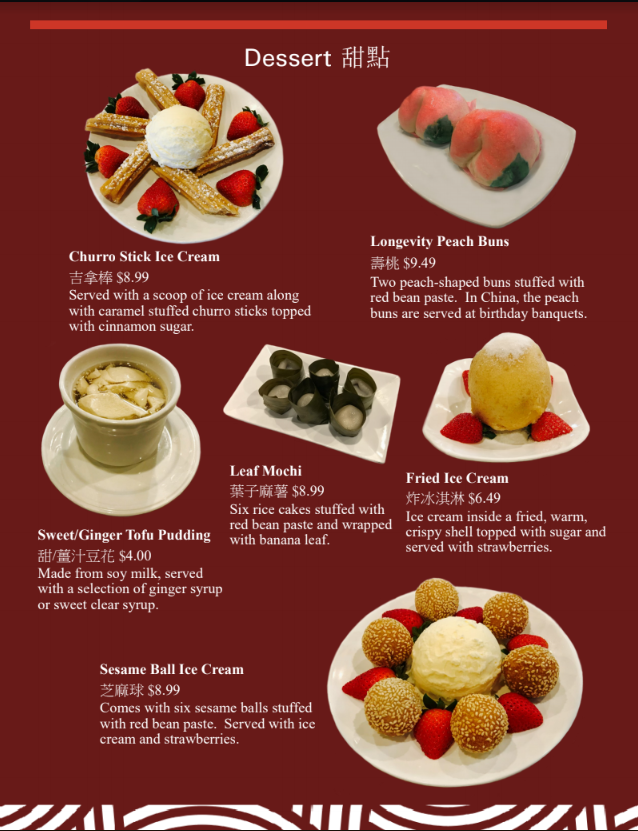 Dessert 甜點
Churro Stick Ice Cream
吉拿棒 $8.99
Served with a scoop of ice cream along
with caramel stuffed churro sticks topped
with cinnamon sugar.
Longevity Peach Buns
壽桃 $9.49
Two peach-shaped buns stuffed with
red bean paste.  In China, the peach
buns are served at birthday banquets.
Sweet/Ginger Tofu Pudding
甜/薑汁豆花 $4.00
Made from soy milk, served
with a selection of ginger syrup
or sweet clear syrup.
Leaf Mochi
葉子麻薯 $8.99
Six rice cakes stuffed with
red bean paste and wrapped
with banana leaf.
Fried Ice Cream
炸冰淇淋 $6.49
Ice cream inside a fried, warm,
crispy shell topped with sugar and
served with strawberries.
Sesame Ball Ice Cream
芝麻球 $8.99
Comes with six sesame balls stuffed
with red bean paste.  Served with ice
cream and strawberries.